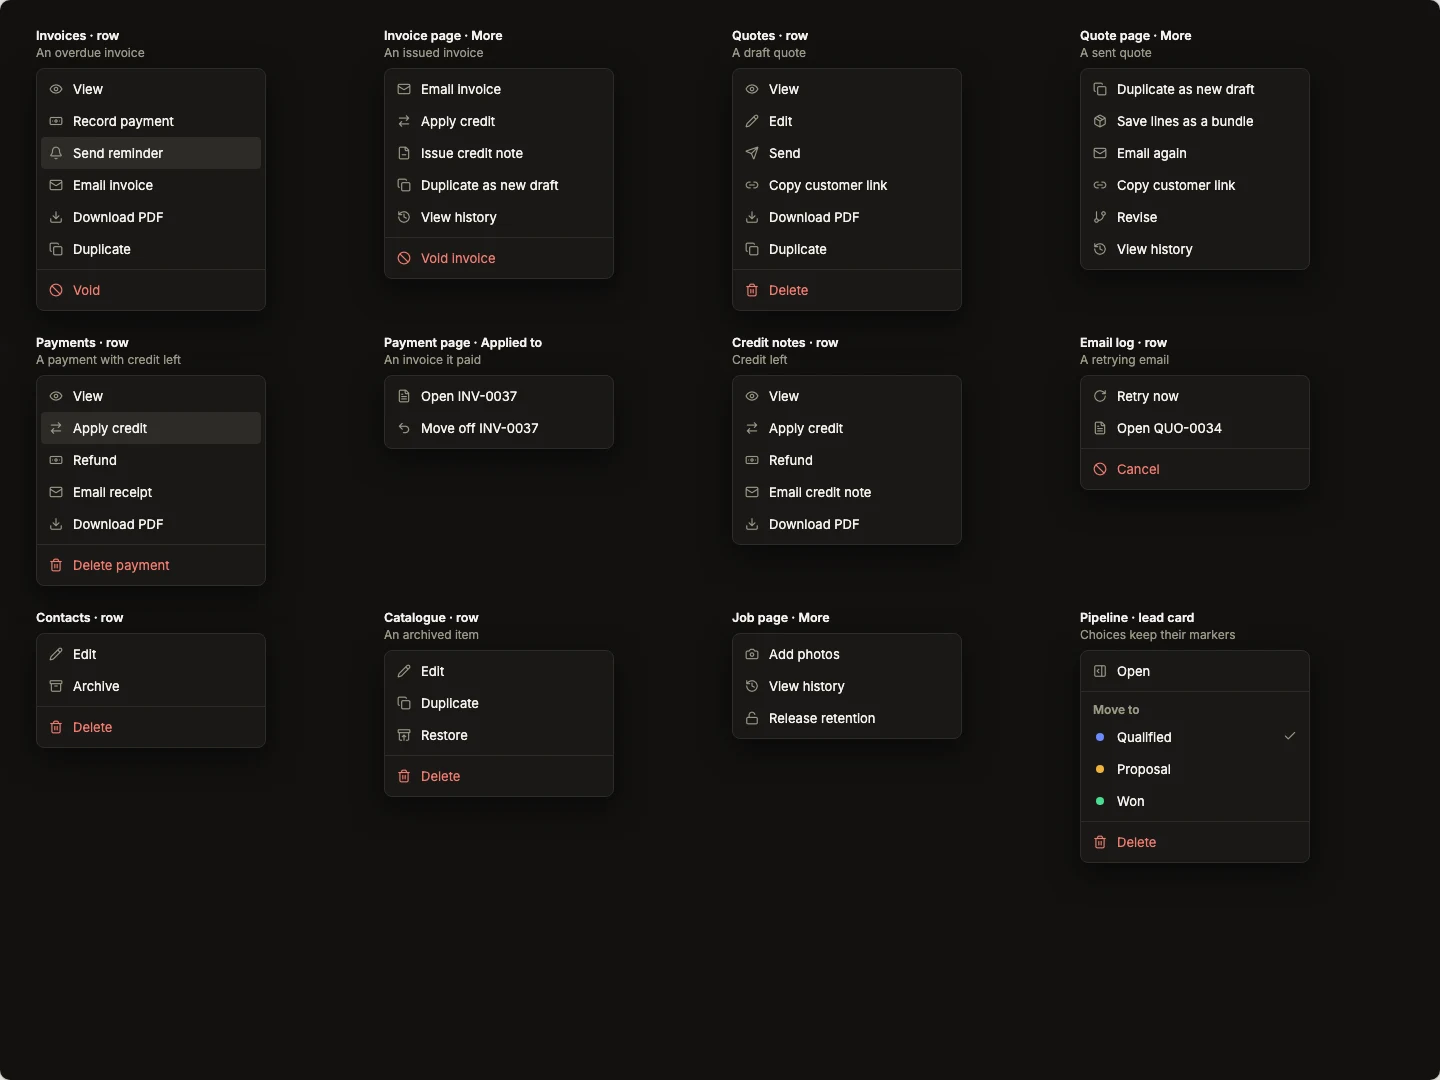 Invoices · row
An overdue invoice
View
Record payment
Send reminder
Email invoice
Download PDF
Duplicate
Void
Invoice page · More
An issued invoice
Email invoice
Apply credit
Issue credit note
Duplicate as new draft
View history
Void invoice
Quotes · row
A draft quote
View
Edit
Send
Copy customer link
Download PDF
Duplicate
Delete
Quote page · More
A sent quote
Duplicate as new draft
Save lines as a bundle
Email again
Copy customer link
Revise
View history
Payments · row
A payment with credit left
View
Apply credit
Refund
Email receipt
Download PDF
Delete payment
Payment page · Applied to
An invoice it paid
Open INV-0037
Move off INV-0037
Credit notes · row
Credit left
View
Apply credit
Refund
Email credit note
Download PDF
Email log · row
A retrying email
Retry now
Open QUO-0034
Cancel
Contacts · row
Edit
Archive
Delete
Catalogue · row
An archived item
Edit
Duplicate
Restore
Delete
Job page · More
Add photos
View history
Release retention
Pipeline · lead card
Choices keep their markers
Open
Move to
Qualified
Proposal
Won
Delete